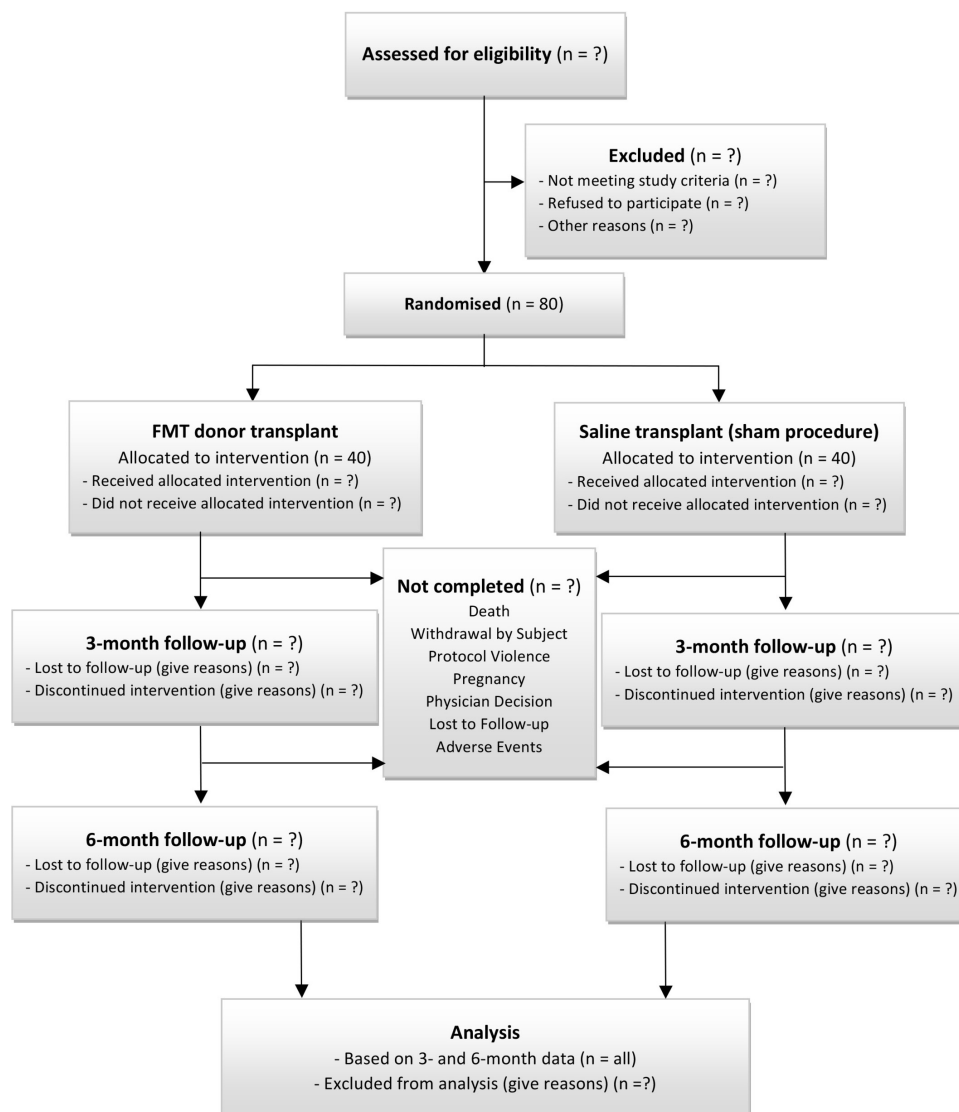 Assessed for eligibility (n = ?)
Excluded (n = ?)
- Not meeting study criteria (n = ?)
- Refused to participate (n = ?)
- Other reasons (n = ?)
Randomised (n = 80)
FMT donor transplant
Allocated to intervention (n = 40)
- Received allocated intervention (n = ?)
- Did not receive allocated intervention (n = ?)
Saline transplant (sham procedure)
Allocated to intervention (n = 40)
- Received allocated intervention (n = ?)
- Did not receive allocated intervention (n = ?)
Not completed (n = ?)
Death
Withdrawal by Subject
Protocol Violence
Pregnancy
Physician Decision
Lost to Follow-up
Adverse Events
3-month follow-up (n = ?)
- Lost to follow-up (give reasons) (n = ?)
- Discontinued intervention (give reasons) (n = ?)
3-month follow-up (n = ?)
- Lost to follow-up (give reasons) (n = ?)
- Discontinued intervention (give reasons) (n = ?)
6-month follow-up (n = ?)
- Lost to follow-up (give reasons) (n = ?)
- Discontinued intervention (give reasons) (n = ?)
6-month follow-up (n = ?)
- Lost to follow-up (give reasons) (n = ?)
- Discontinued intervention (give reasons) (n = ?)
Analysis
- Based on 3- and 6-month data (n = all)
- Excluded from analysis (give reasons) (n =?)